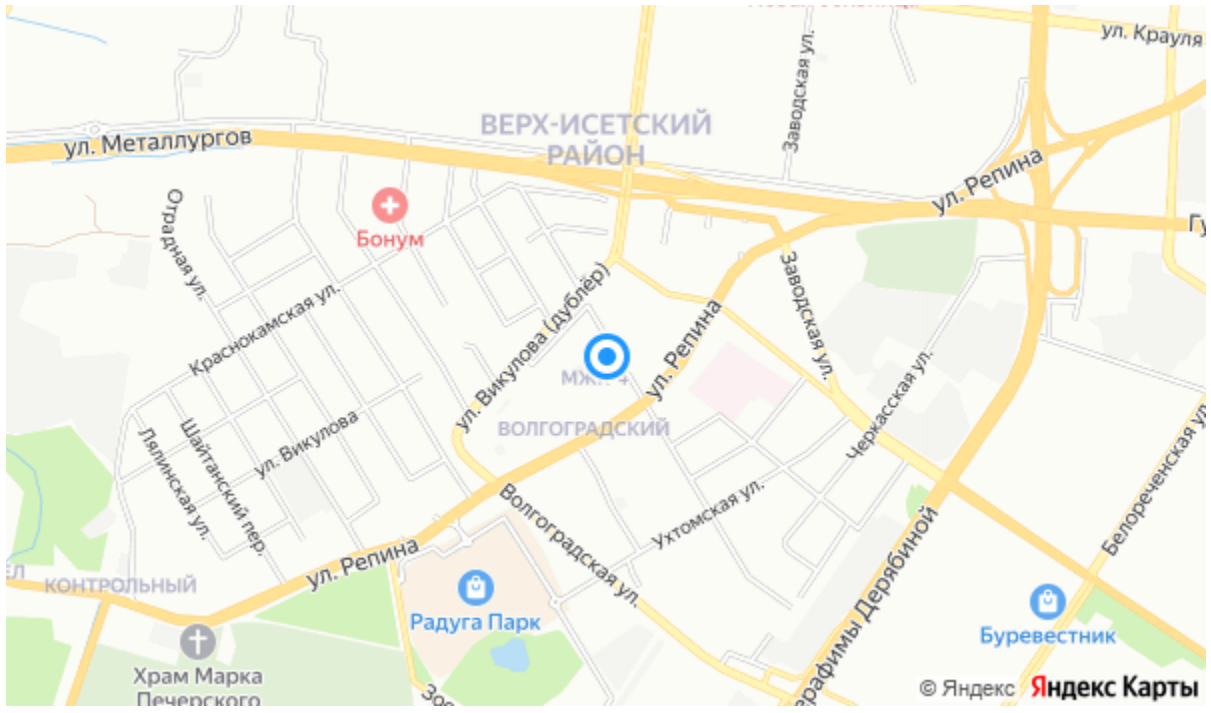 ул. Крауля
Заводская ул.
ВЕРХ-ИСЕТСКИЙ
РАЙОН
ул. Металлургов
ул. Репина
Отрадная ул.
Бонум
Краснокамская ул.
ул. Викулова (дублёр)
Заводская ул.
ул. Репина
ВОЛГОГРАДСКИЙ
Черкасская ул.
Белореченская ул.
Шайтанский пер.
Лялинская ул.
ул. Викулова
Волгоградская ул.
Ухтомская ул.
ул. Репина
КОНТРОЛЬНЫЙ
Радуга Парк
Буревестник
Храм Марка
Печерского
© Яндекс Яндекс Карты